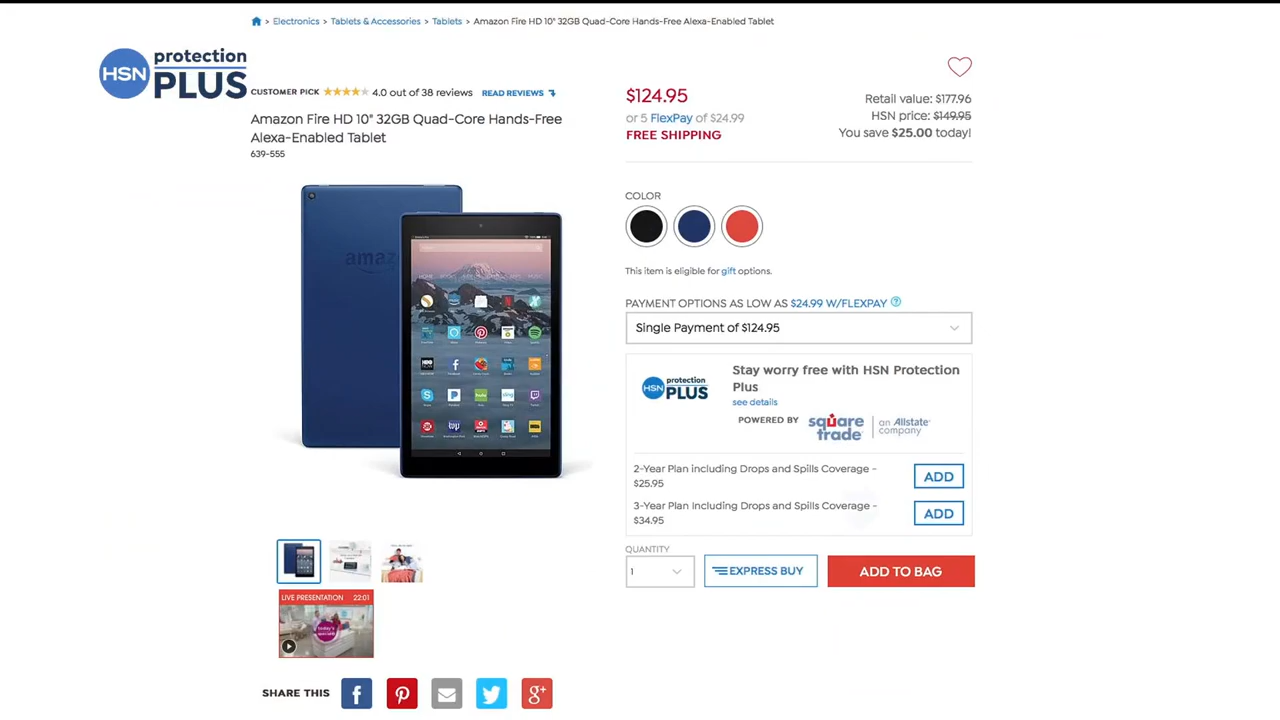 Electronics > Tablets & Accessories > Tablets > Amazon Fire HD 10" 32GB Quad-Core Hands-Free Alexa-Enabled Tablet
HSN protection PLUS
CUSTOMER PICK 4.0 out of 38 reviews READ REVIEWS
Amazon Fire HD 10" 32GB Quad-Core Hands-Free
Alexa-Enabled Tablet
639-555
amaz
$124.95
or 5 FlexPay of $24.99
FREE SHIPPING
Retail value: $177.96
HSN price: $149.95
You save $25.00 today!
COLOR
This item is eligible for gift options.
PAYMENT OPTIONS AS LOW AS $24.99 W/FLEXPAY ?
Single Payment of $124.95
HSN protection PLUS
Stay worry free with HSN Protection
Plus
see details
POWERED BY square trade an Allstate company
2-Year Plan including Drops and Spills Coverage -
$25.95
ADD
3-Year Plan Including Drops and Spills Coverage -
$34.95
ADD
QUANTITY
1
EXPRESS BUY
ADD TO BAG
LIVE PRESENTATION 22:01
today's
SHARE THIS